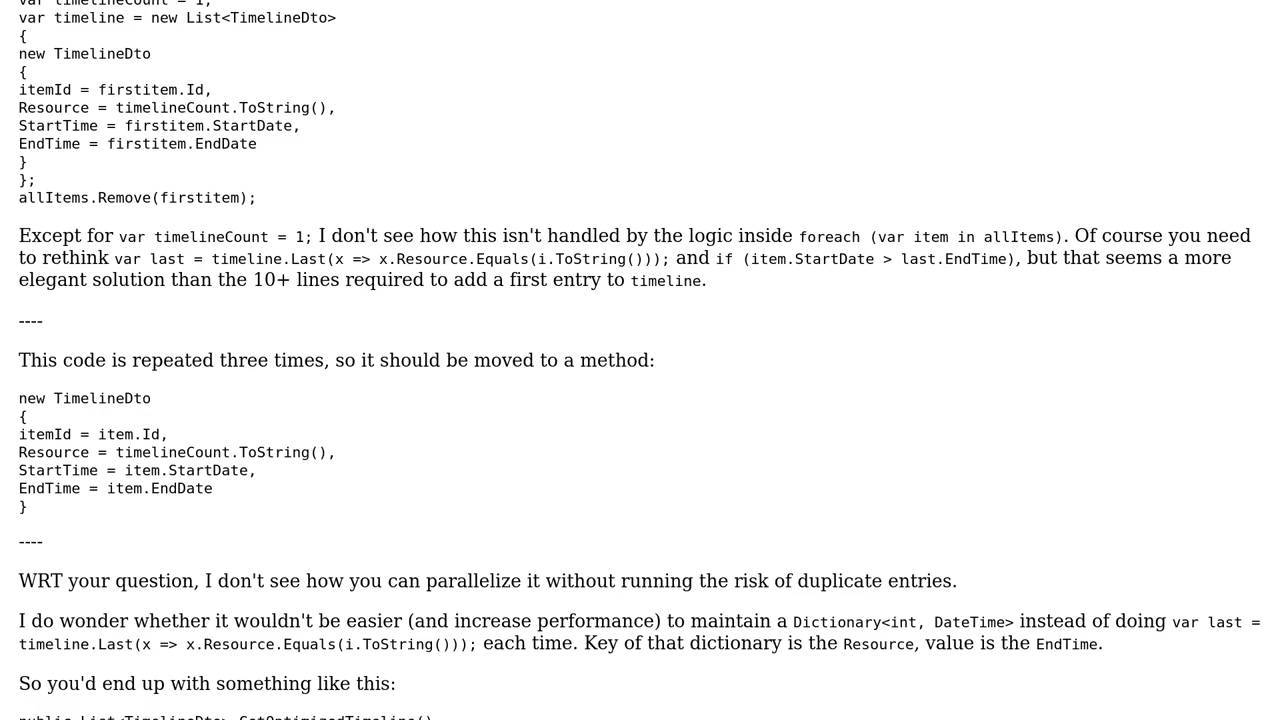 var timelineCount = 1;
var timeline = new List<TimelineDto>
{
new TimelineDto
{
itemId = firstitem.Id,
Resource = timelineCount.ToString(),
StartTime = firstitem.StartDate,
EndTime = firstitem.EndDate
}
};
allItems.Remove(firstitem);
Except for var timelineCount = 1; I don't see how this isn't handled by the logic inside foreach (var item in allItems). Of course you need
to rethink var last = timeline.Last(x => x.Resource.Equals(i.ToString())); and if (item.StartDate > last.EndTime), but that seems a more
elegant solution than the 10+ lines required to add a first entry to timeline.
----
This code is repeated three times, so it should be moved to a method:
new TimelineDto
{
itemId = item.Id,
Resource = timelineCount.ToString(),
StartTime = item.StartDate,
EndTime = item.EndDate
}
----
WRT your question, I don't see how you can parallelize it without running the risk of duplicate entries.
I do wonder whether it wouldn't be easier (and increase performance) to maintain a Dictionary<int, DateTime> instead of doing var last =
timeline.Last(x => x.Resource.Equals(i.ToString())); each time. Key of that dictionary is the Resource, value is the EndTime.
So you'd end up with something like this:
public List<TimelineDto> GetOptimizedTimeline()